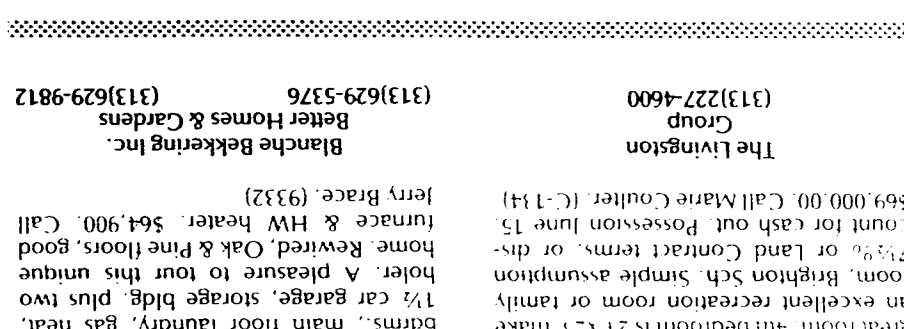 an excellent recreation room or family
room, Brighton Sch. Simple assumption
7½% or Land Contract terms, or dis-
count for cash out. Possession June 15.
$69,000.00. Call Marie Coulter. (C-134)
The Livingston
Group
(313)227-4600
bdrms., main floor laundry, gas heat,
1½ car garage, storage bldg. plus two
holer. A pleasure to tour this unique
home. Rewired, Oak & Pine floors, good
furnace & HW heater. $64,900. Call
Jerry Brace. (9332)
Blanche Bekkering Inc.
Better Homes & Gardens
(313)629-5376 (313)629-9812